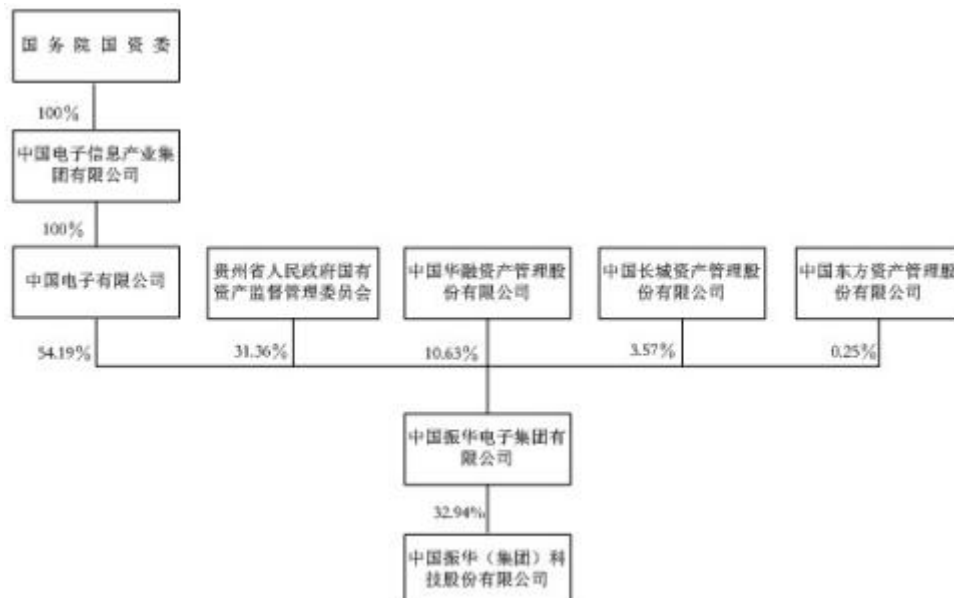 国务院国资委
100%
中国电子信息产业集
团有限公司
100%
中国电子有限公司
贵州省人民政府国有
资产监督管理委员会
中国华融资产管理股
份有限公司
中国长城资产管理股
份有限公司
中国东方资产管理股
份有限公司
54.19%
31.36%
10.63%
3.57%
0.25%
中国振华电子集团有
限公司
32.94%
中国振华（集团）科
技股份有限公司